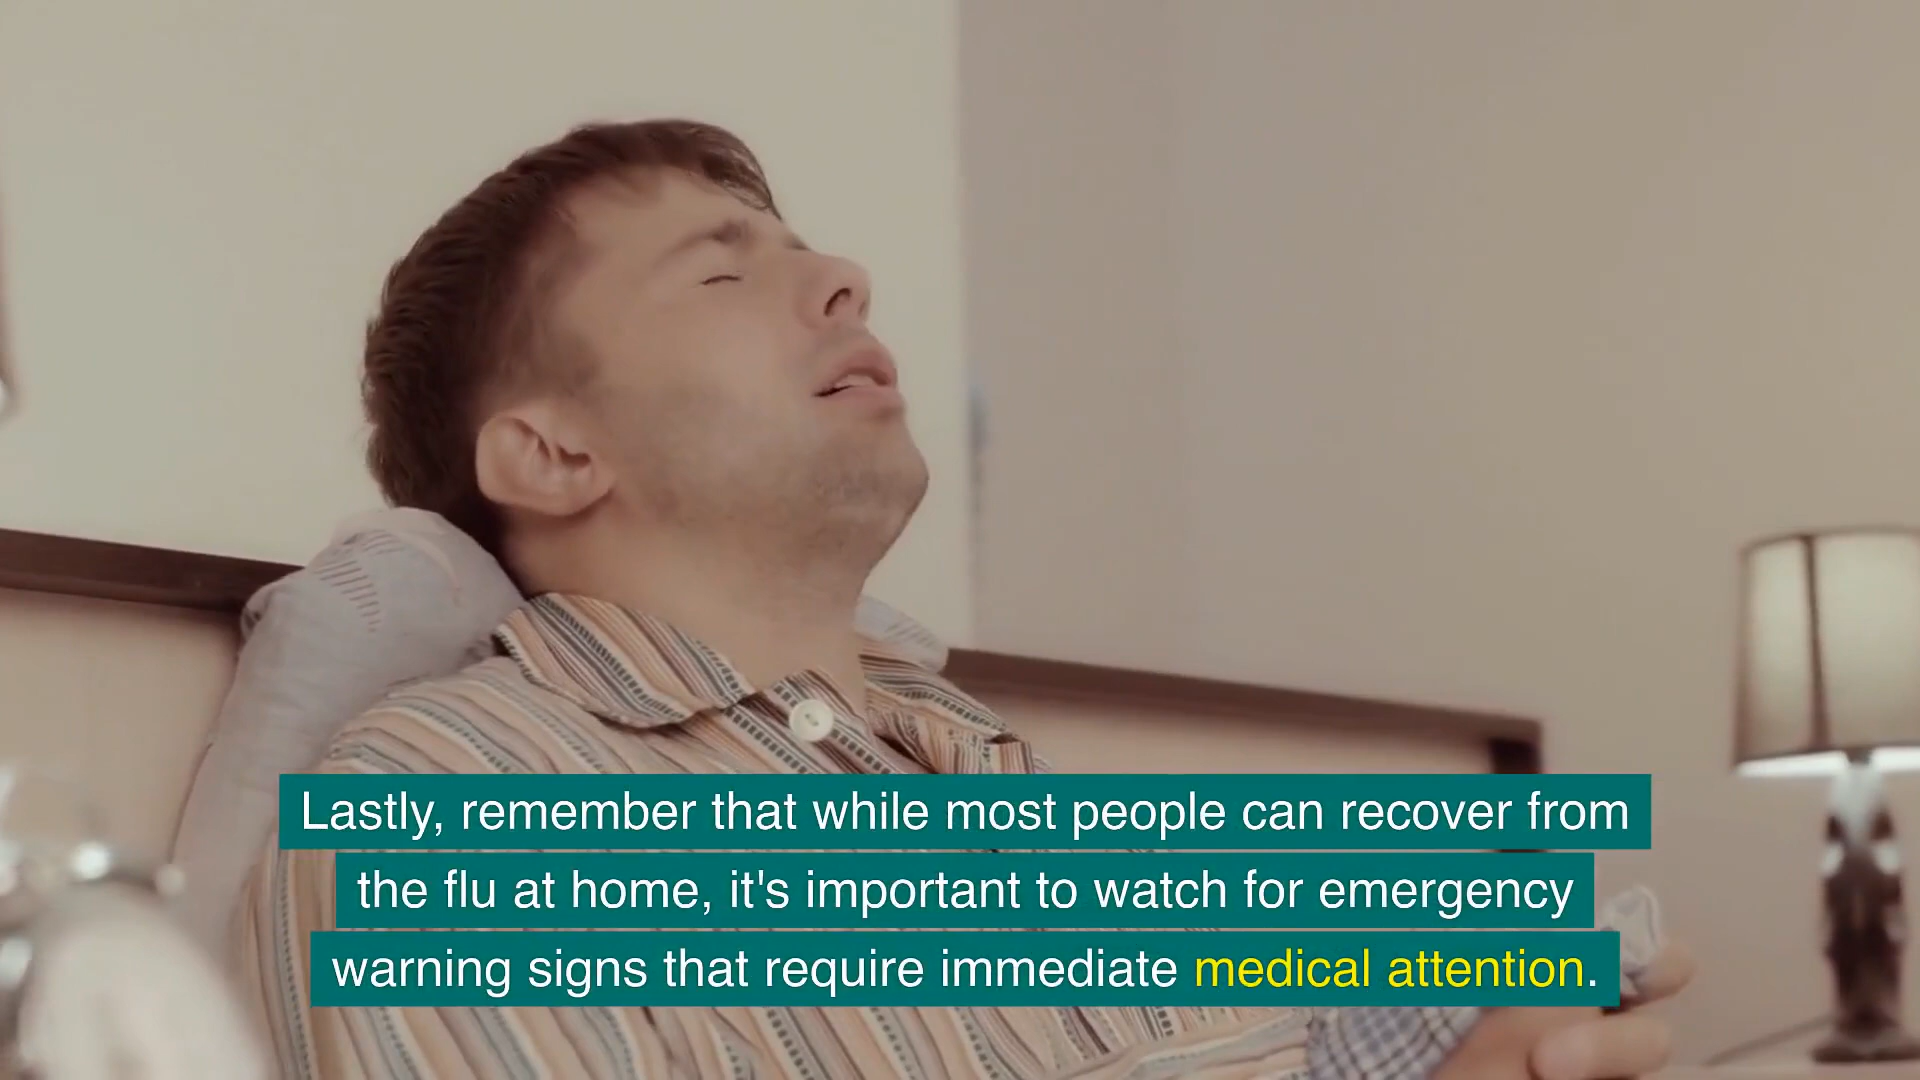 Lastly, remember that while most people can recover from
the flu at home, it's important to watch for emergency
warning signs that require immediate medical attention.